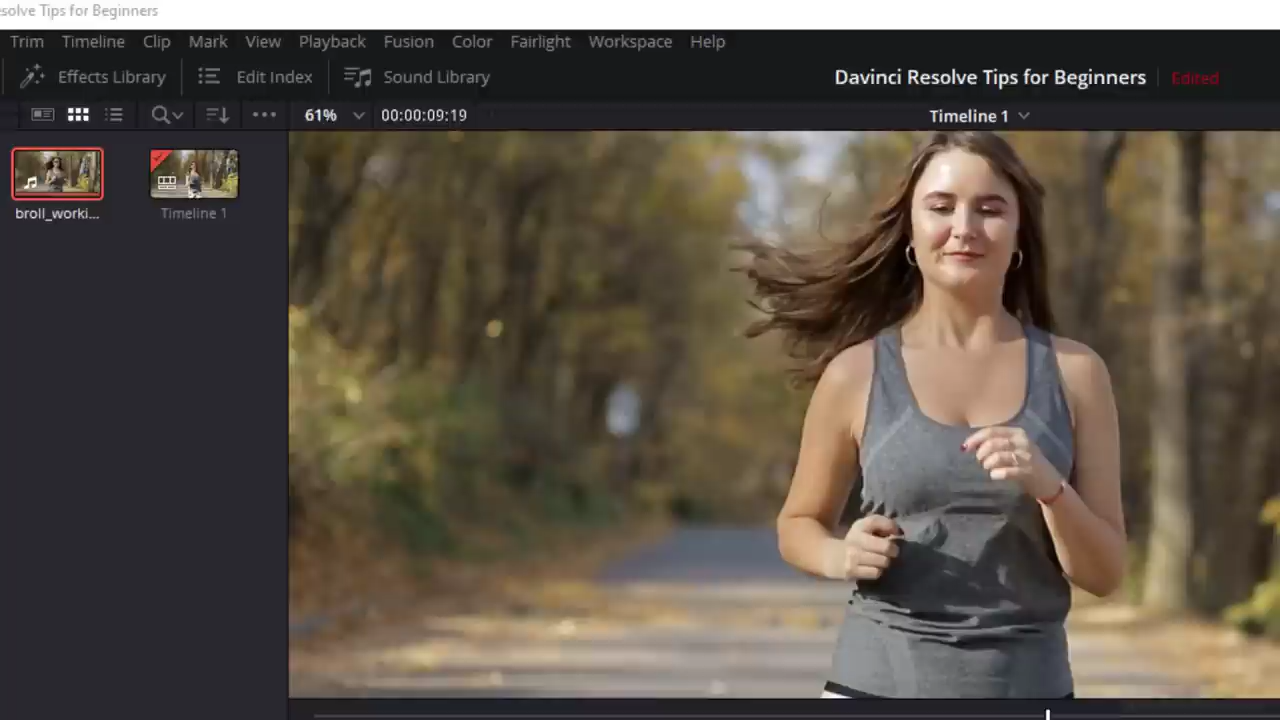 esolve Tips for Beginners
Trim Timeline Clip Mark View Playback Fusion Color Fairlight Workspace Help
Effects Library Edit Index Sound Library Davinci Resolve Tips for Beginners Edited
61% 00:00:09:19 Timeline 1
broll_worki... Timeline 1